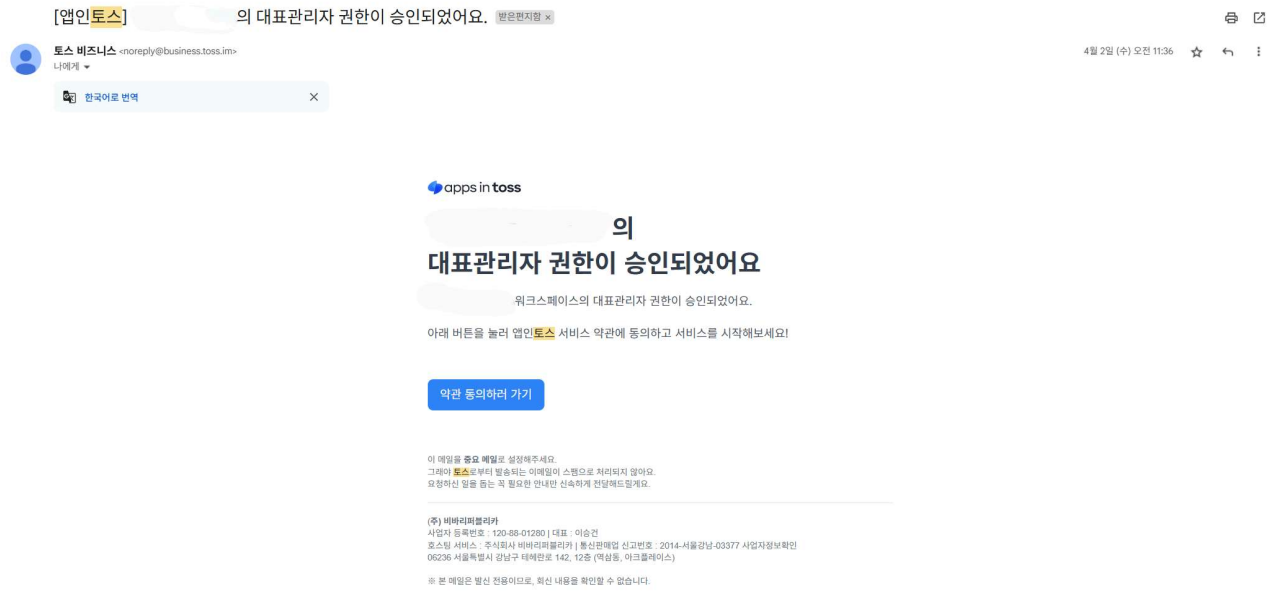 [앱인토스] 의 대표관리자 권한이 승인되었어요. 받은편지함 ×
토스 비즈니스 <noreply@business.toss.im>
4월 2일 (수) 오전 11:36
나에게
한국어로 번역
apps in toss
의
대표관리자 권한이 승인되었어요
워크스페이스의 대표관리자 권한이 승인되었어요.
아래 버튼을 눌러 앱인토스 서비스 약관에 동의하고 서비스를 시작해보세요!
약관 동의하러 가기
이 메일을 중요 메일로 설정해주세요.
그래야 토스로부터 발송되는 이메일이 스팸으로 처리되지 않아요.
요청하신 일을 돕는 꼭 필요한 안내만 신속하게 전달해드릴게요.
(주) 비바리퍼블리카
사업자 등록번호 : 120-88-01280 | 대표 : 이승건
호스팅 서비스 : 주식회사 비바리퍼블리카 | 통신판매업 신고번호 : 2014-서울강남-03377 사업자정보확인
06236 서울특별시 강남구 테헤란로 142, 12층 (역삼동, 아크플레이스)
※ 본 메일은 발신 전용이므로, 회신 내용을 확인할 수 없습니다.